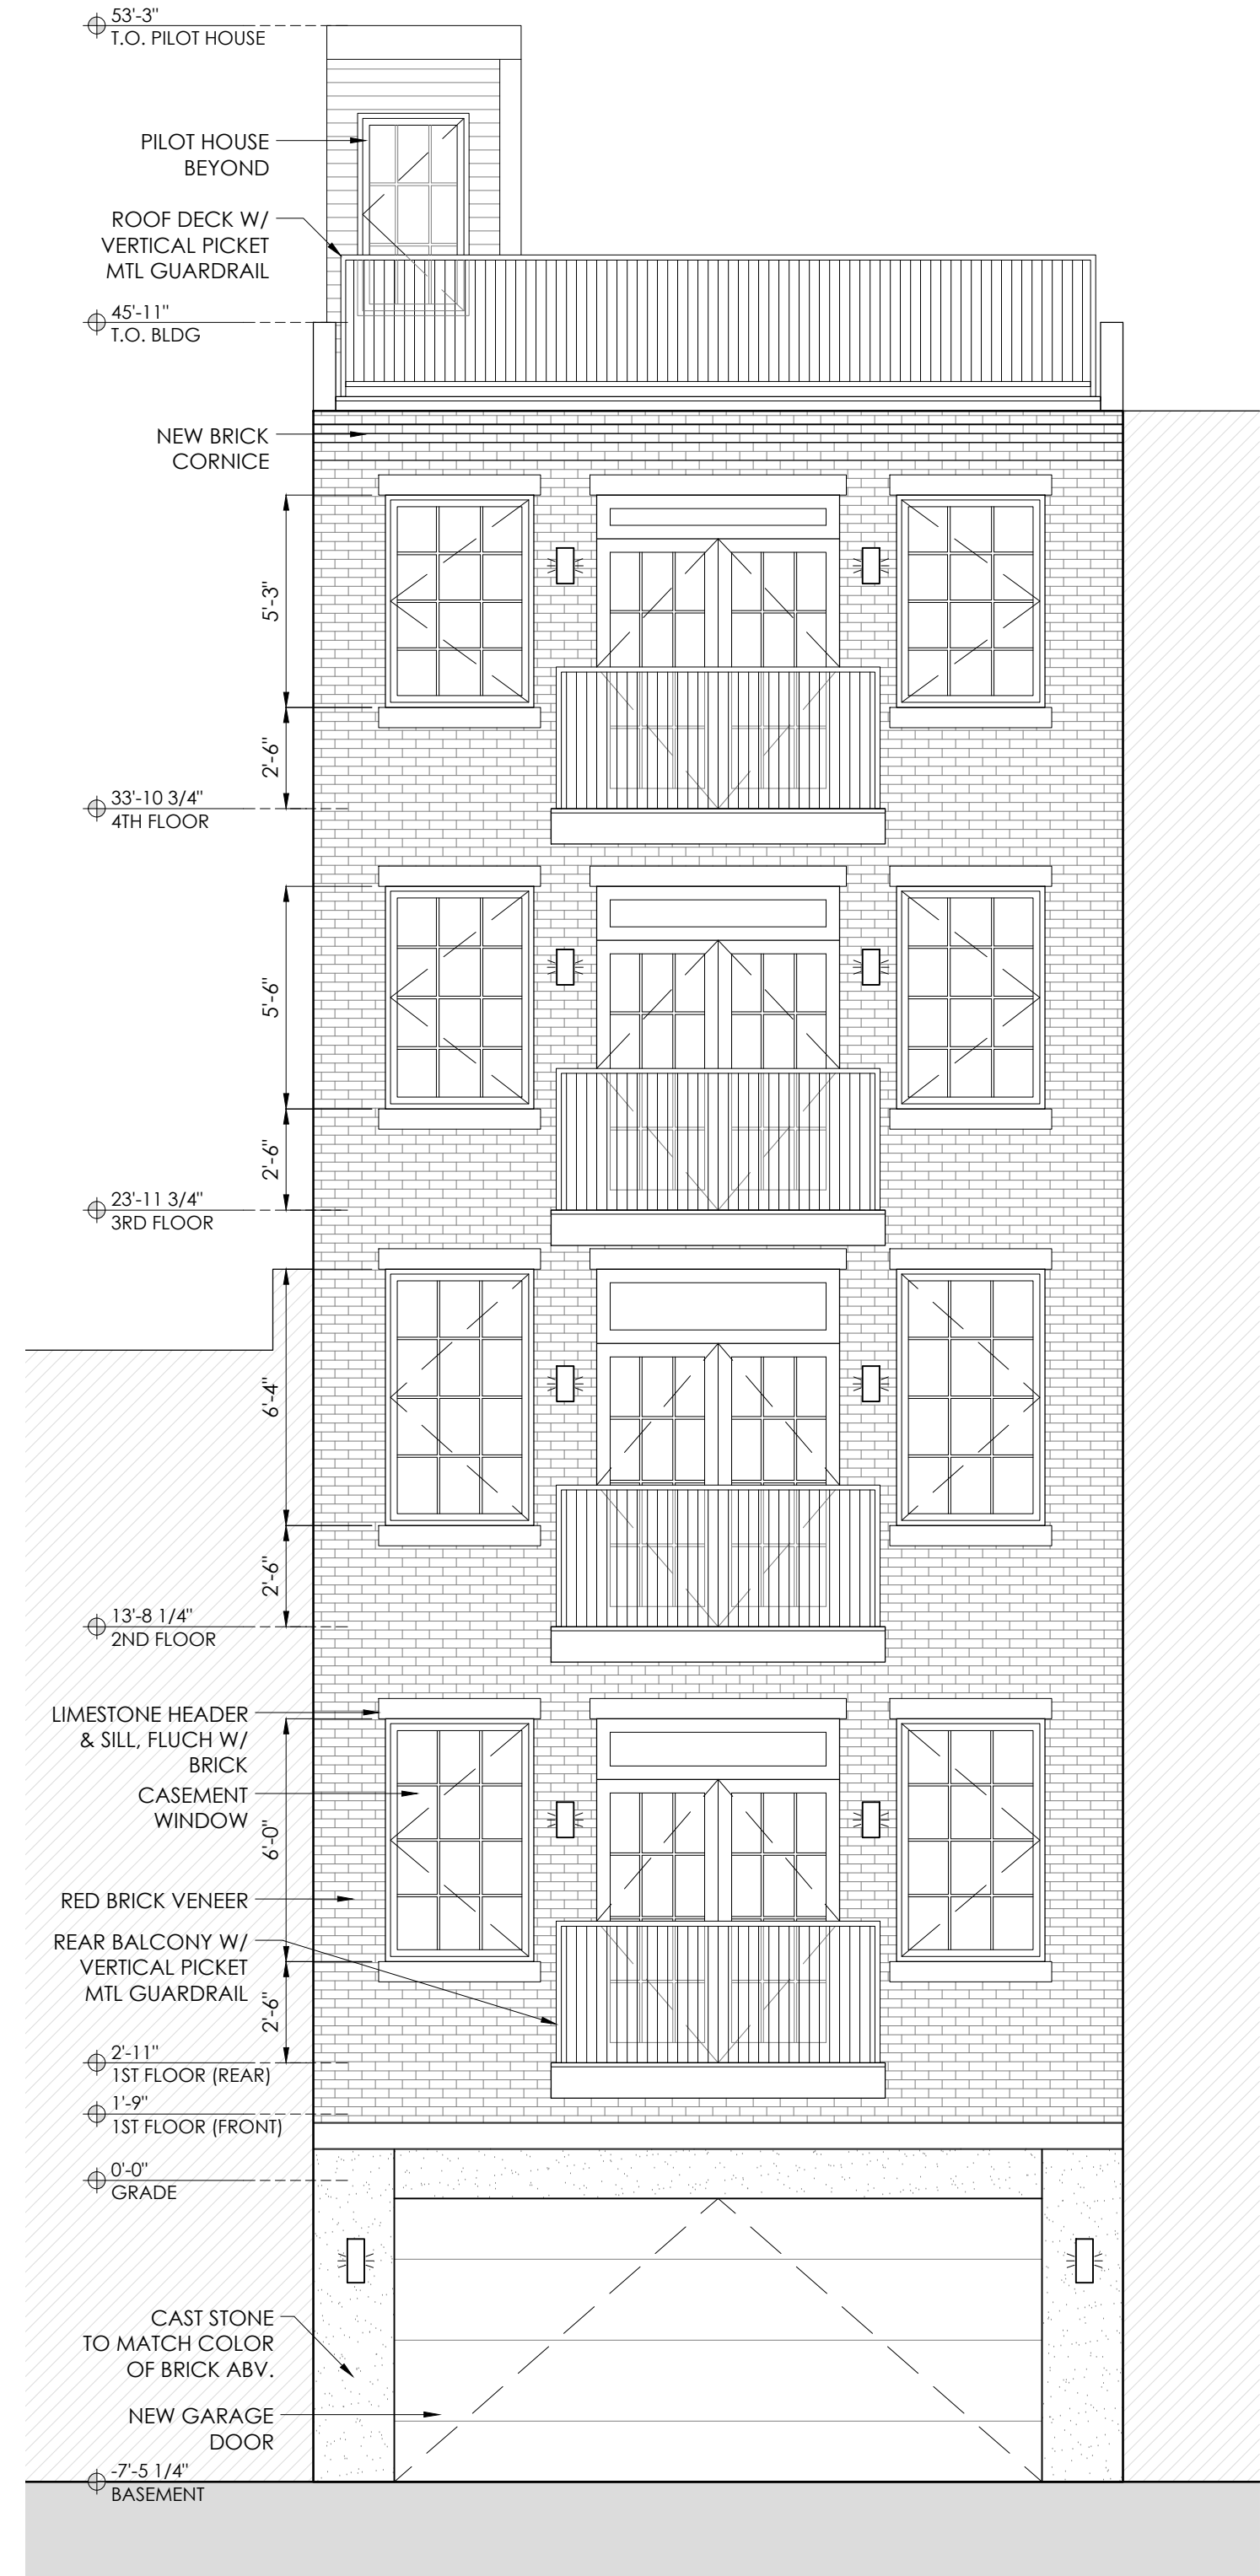 53'-3"
T.O. PILOT HOUSE
PILOT HOUSE
BEYOND
ROOF DECK W/
VERTICAL PICKET
MTL GUARDRAIL
45'-11"
T.O. BLDG
NEW BRICK
CORNICE
5'-3"
2'-6"
33'-10 3/4"
4TH FLOOR
5'-6"
2'-6"
23'-11 3/4"
3RD FLOOR
6'-4"
2'-6"
13'-8 1/4"
2ND FLOOR
LIMESTONE HEADER
& SILL, FLUCH W/
BRICK
CASEMENT
WINDOW
6'-0"
RED BRICK VENEER
REAR BALCONY W/
VERTICAL PICKET
MTL GUARDRAIL
2'-6"
2'-11"
1ST FLOOR (REAR)
1'-9"
1ST FLOOR (FRONT)
0'-0"
GRADE
CAST STONE
TO MATCH COLOR
OF BRICK ABV.
NEW GARAGE
DOOR
-7'-5 1/4"
BASEMENT